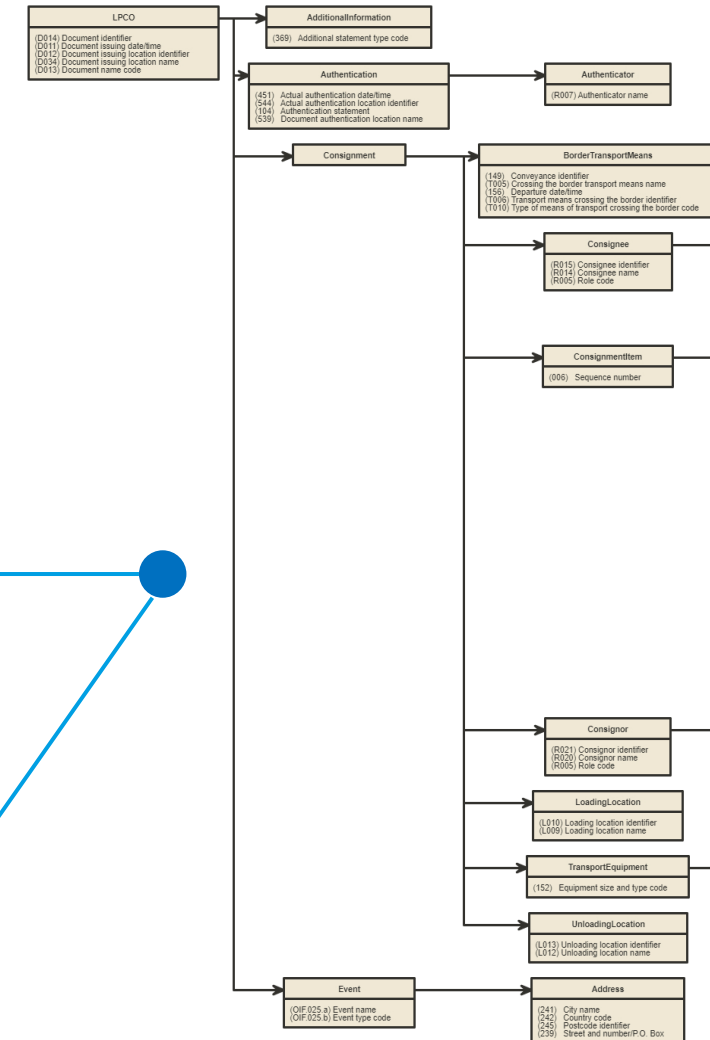 LPCO
(D014) Document identifier
(D011) Document issuing date/time
(D012) Document issuing location identifier
(D034) Document issuing location name
(D013) Document name code
AdditionalInformation
(369) Additional statement type code
Authentication
(451) Actual authentication date/time
(544) Actual authentication location identifier
(104) Authentication statement
(539) Document authentication location name
Authenticator
(R007) Authenticator name
Consignment
BorderTransportMeans
(149) Conveyance identifier
(T005) Crossing the border transport means name
(156) Departure date/time
(T006) Transport means crossing the border identifier
(T010) Type of means of transport crossing the border code
Consignee
(R015) Consignee identifier
(R014) Consignee name
(R005) Role code
ConsignmentItem
(006) Sequence number
Consignor
(R021) Consignor identifier
(R020) Consignor name
(R005) Role code
LoadingLocation
(L010) Loading location identifier
(L009) Loading location name
TransportEquipment
(152) Equipment size and type code
UnloadingLocation
(L013) Unloading location identifier
(L012) Unloading location name
Event
(OIF.025.a) Event name
(OIF.025.b) Event type code
Address
(241) City name
(242) Country code
(245) Postcode identifier
(239) Street and number/P.O. Box